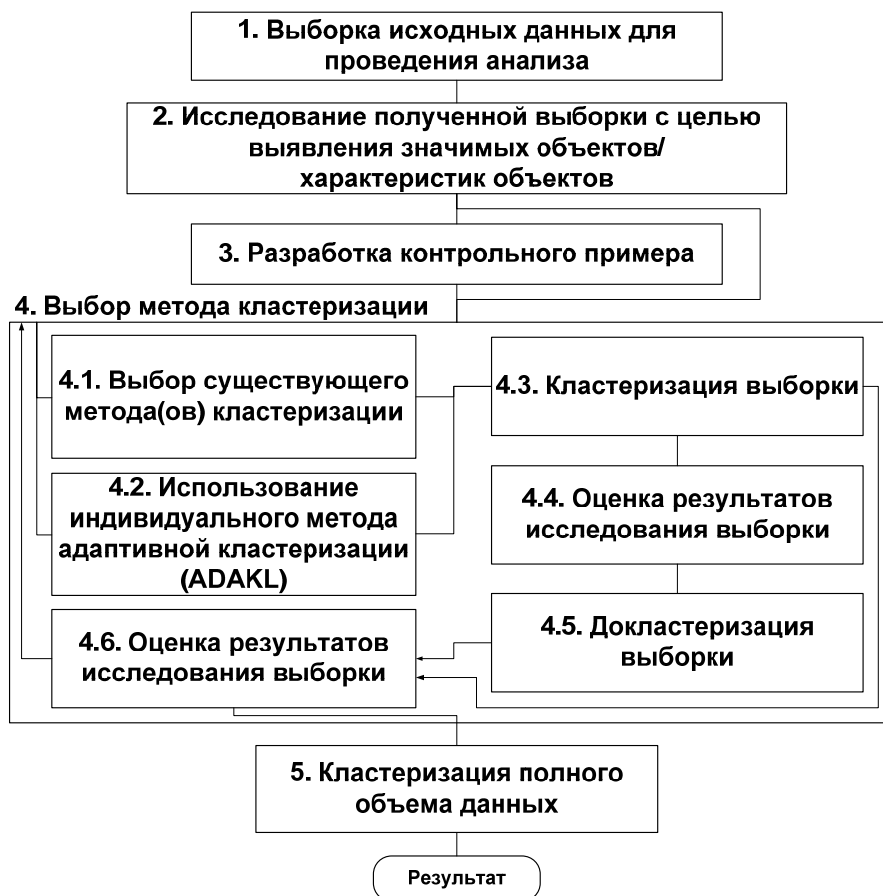 1. Выборка исходных данных для
проведения анализа
2. Исследование полученной выборки с целью
выявления значимых объектов/
характеристик объектов
3. Разработка контрольного примера
4. Выбор метода кластеризации
4.1. Выбор существующего
метода(ов) кластеризации
4.2. Использование
индивидуального метода
адаптивной кластеризации
(ADAKL)
4.3. Кластеризация выборки
4.4. Оценка результатов
исследования выборки
4.5. Докластеризация
выборки
4.6. Оценка результатов
исследования выборки
5. Кластеризация полного
объема данных
Результат